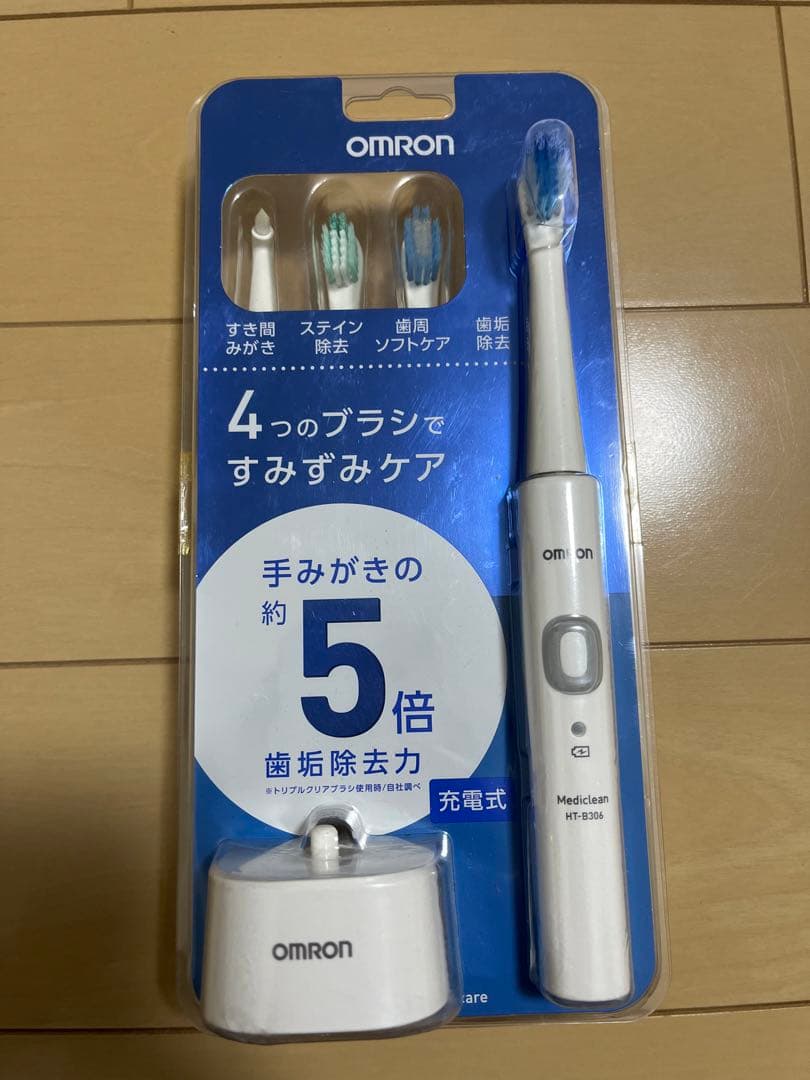 OMRON
すき間
みがき
ステイン
除去
歯周
ソフトケア
歯垢
除去
4つのブラシで
すみずみケア
手みがきの
約
5倍
歯垢除去力
※トリプルクリアブラシ使用時/自社調べ
充電式
OMRON
OMRON
Mediclean
HT-B306
care